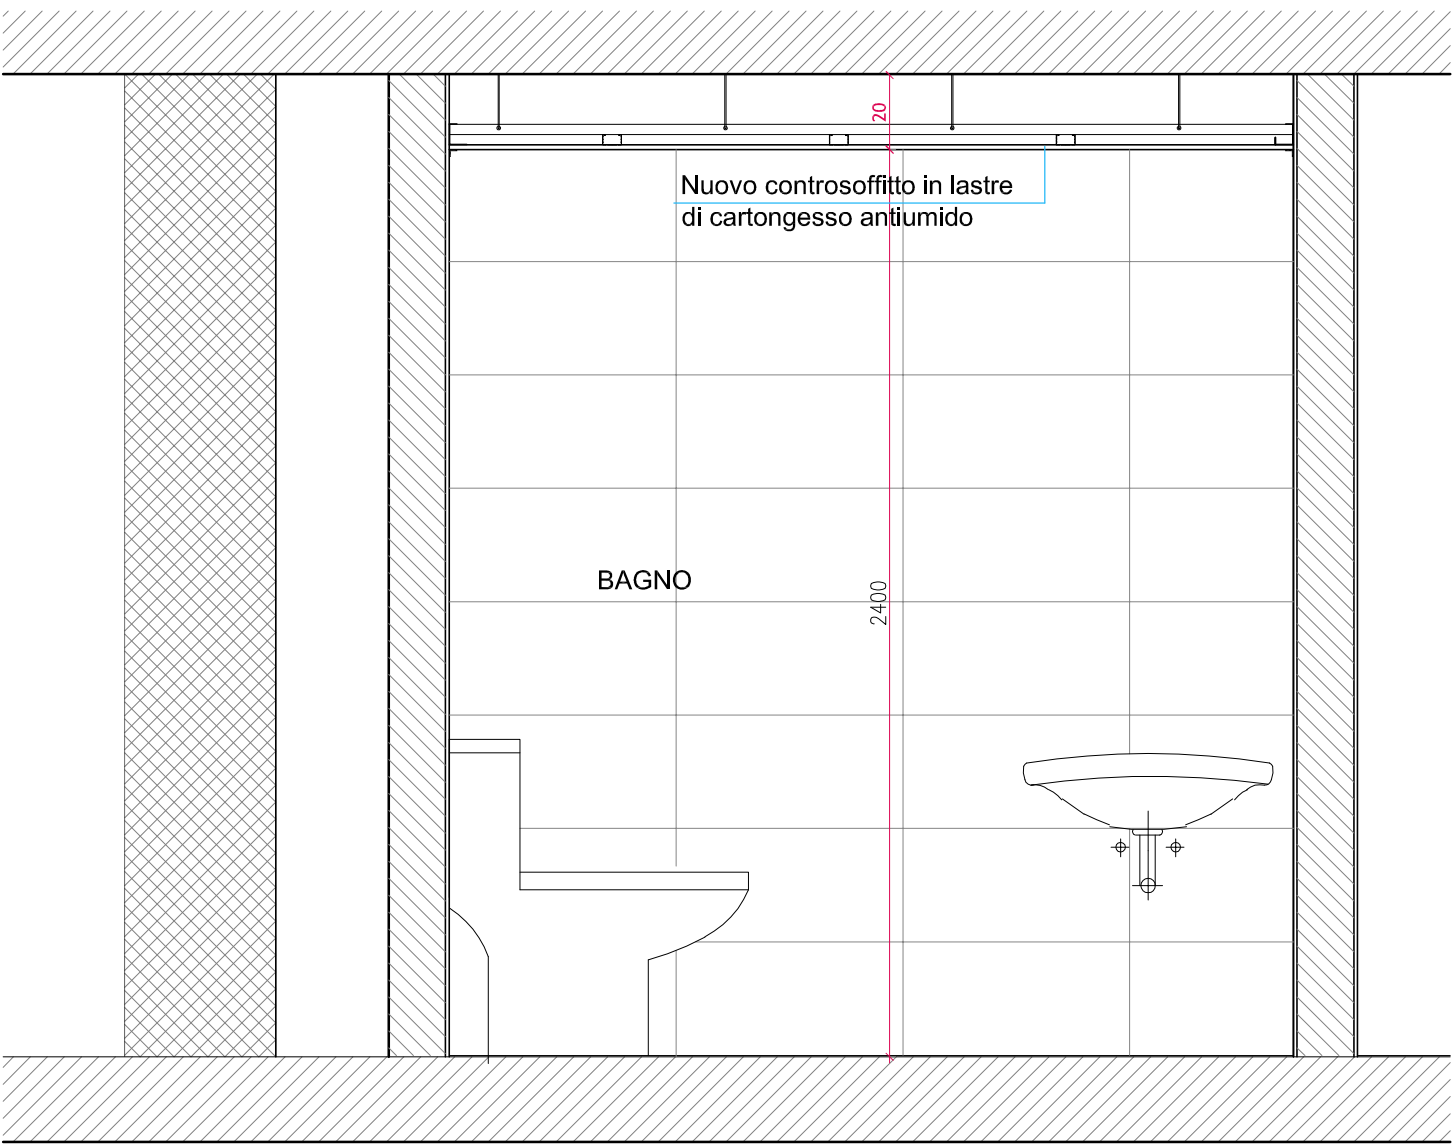 20
Nuovo controsoffitto in lastre
di cartongesso antiumido
BAGNO
2400